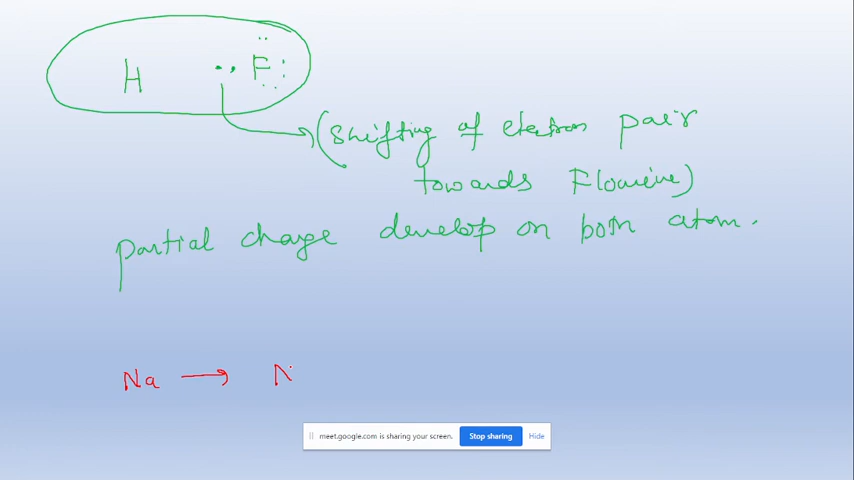 H : F
(Shifting of electron pair
towards Flourine)
partial charge develop on both atom.
Na → N
meet.google.com is sharing your screen. Stop sharing Hide